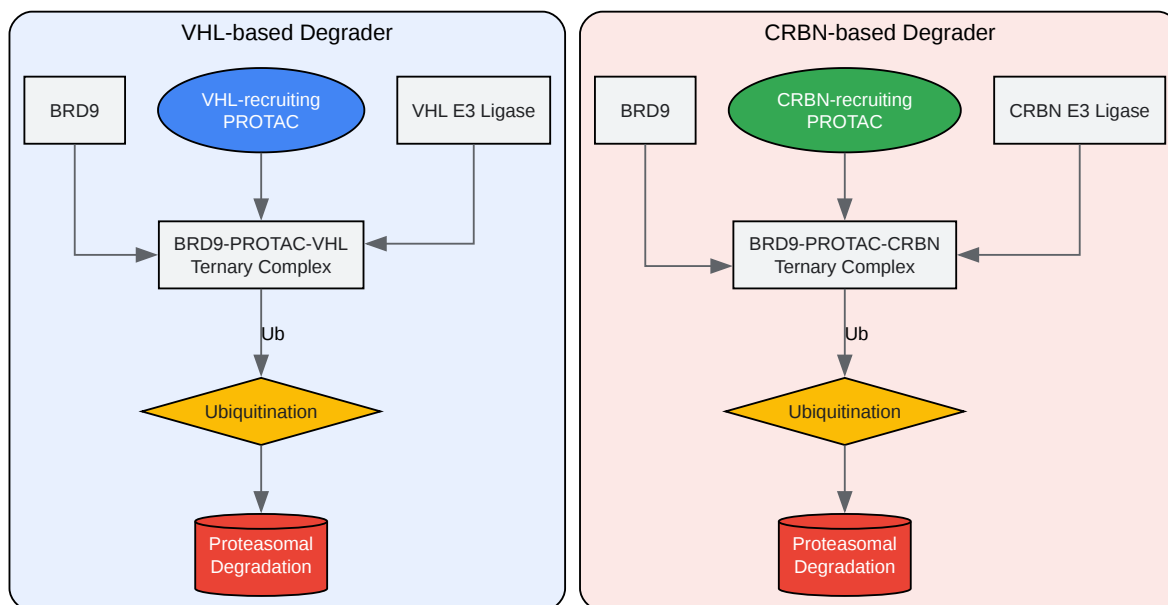 VHL-based Degrader
BRD9
VHL-recruiting
PROTAC
VHL E3 Ligase
BRD9-PROTAC-VHL
Ternary Complex
Ub
Ubiquitination
Proteasomal
Degradation
CRBN-based Degrader
BRD9
CRBN-recruiting
PROTAC
CRBN E3 Ligase
BRD9-PROTAC-CRBN
Ternary Complex
Ub
Ubiquitination
Proteasomal
Degradation